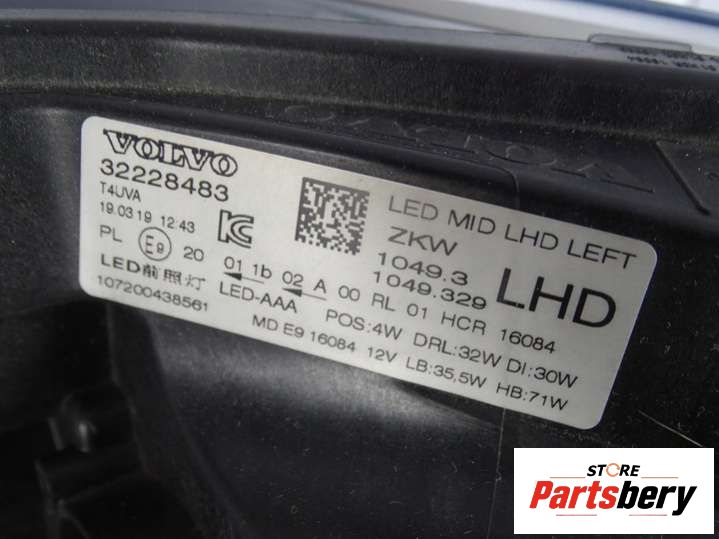 VOLVO
32228483
T4UVA
19.03.19 12:43
PL E9 20 01 1b 02 A 00 RL 01 HCR 16084
LED前照灯 LED-AAA POS:4W DRL:32W DI:30W
107200438561 MD E9 16084 12V LB:35,5W HB:71W
LED MID LHD LEFT
ZKW
1049.3
1049.329
LHD
STORE
Partsbery